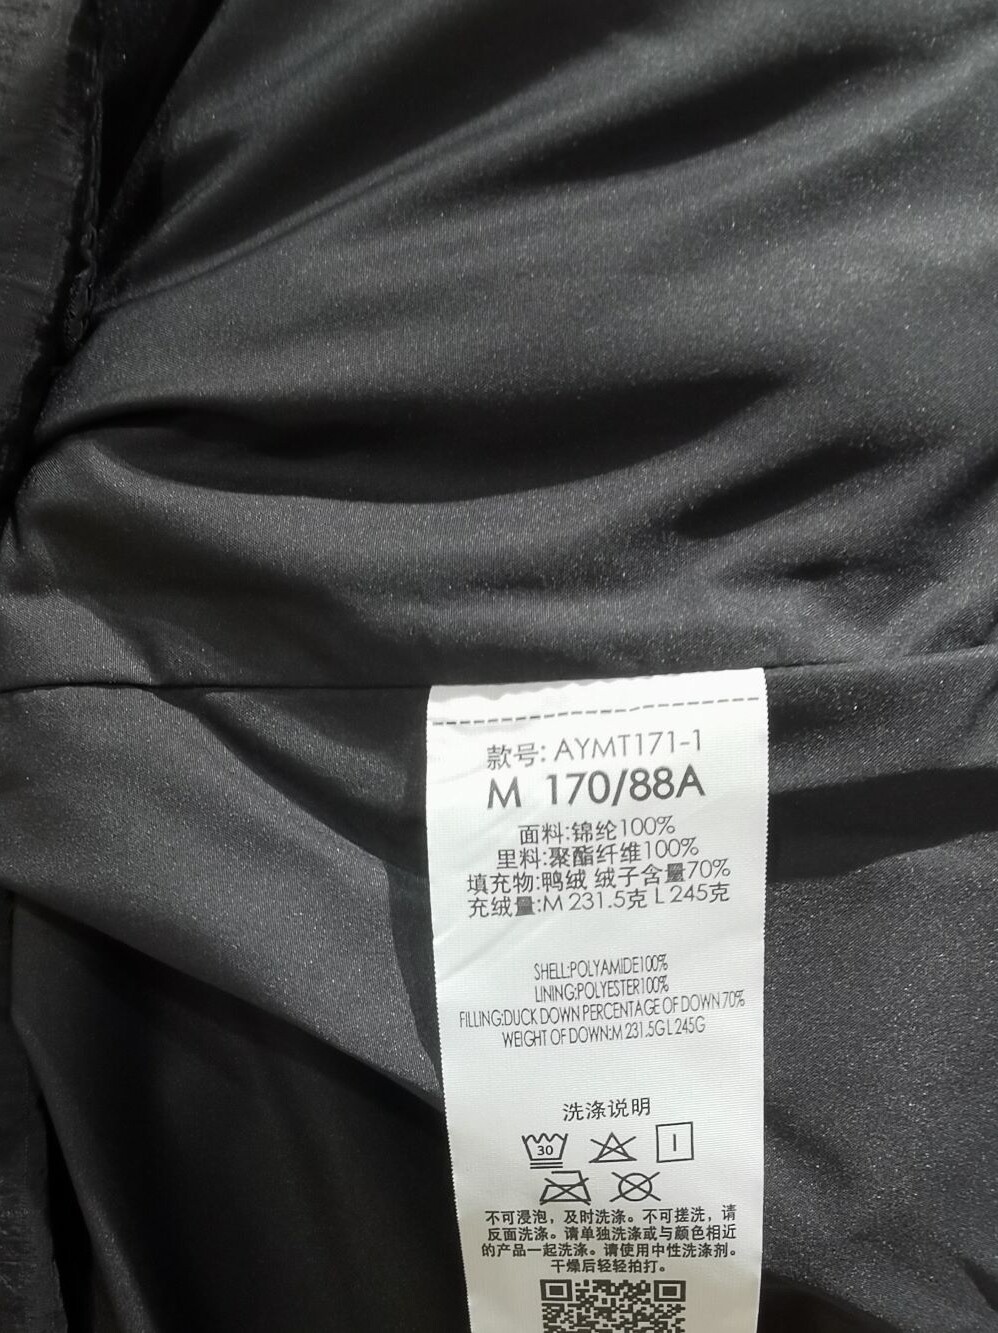 款号: AYMT171-1
M 170/88A
面料:锦纶100%
里料:聚酯纤维100%
填充物:鸭绒 绒子含量70%
充绒量:M 231.5克 L 245克
SHELL:POLYAMIDE100%
LINING:POLYESTER100%
FILLING:DUCK DOWN PERCENTAGE OF DOWN 70%
WEIGHT OF DOWN:M 231.5G L 245G
洗涤说明
30
不可浸泡，及时洗涤。不可搓洗，请
反面洗涤。请单独洗涤或与颜色相近
的产品一起洗涤。请使用中性洗涤剂。
干燥后轻轻拍打。